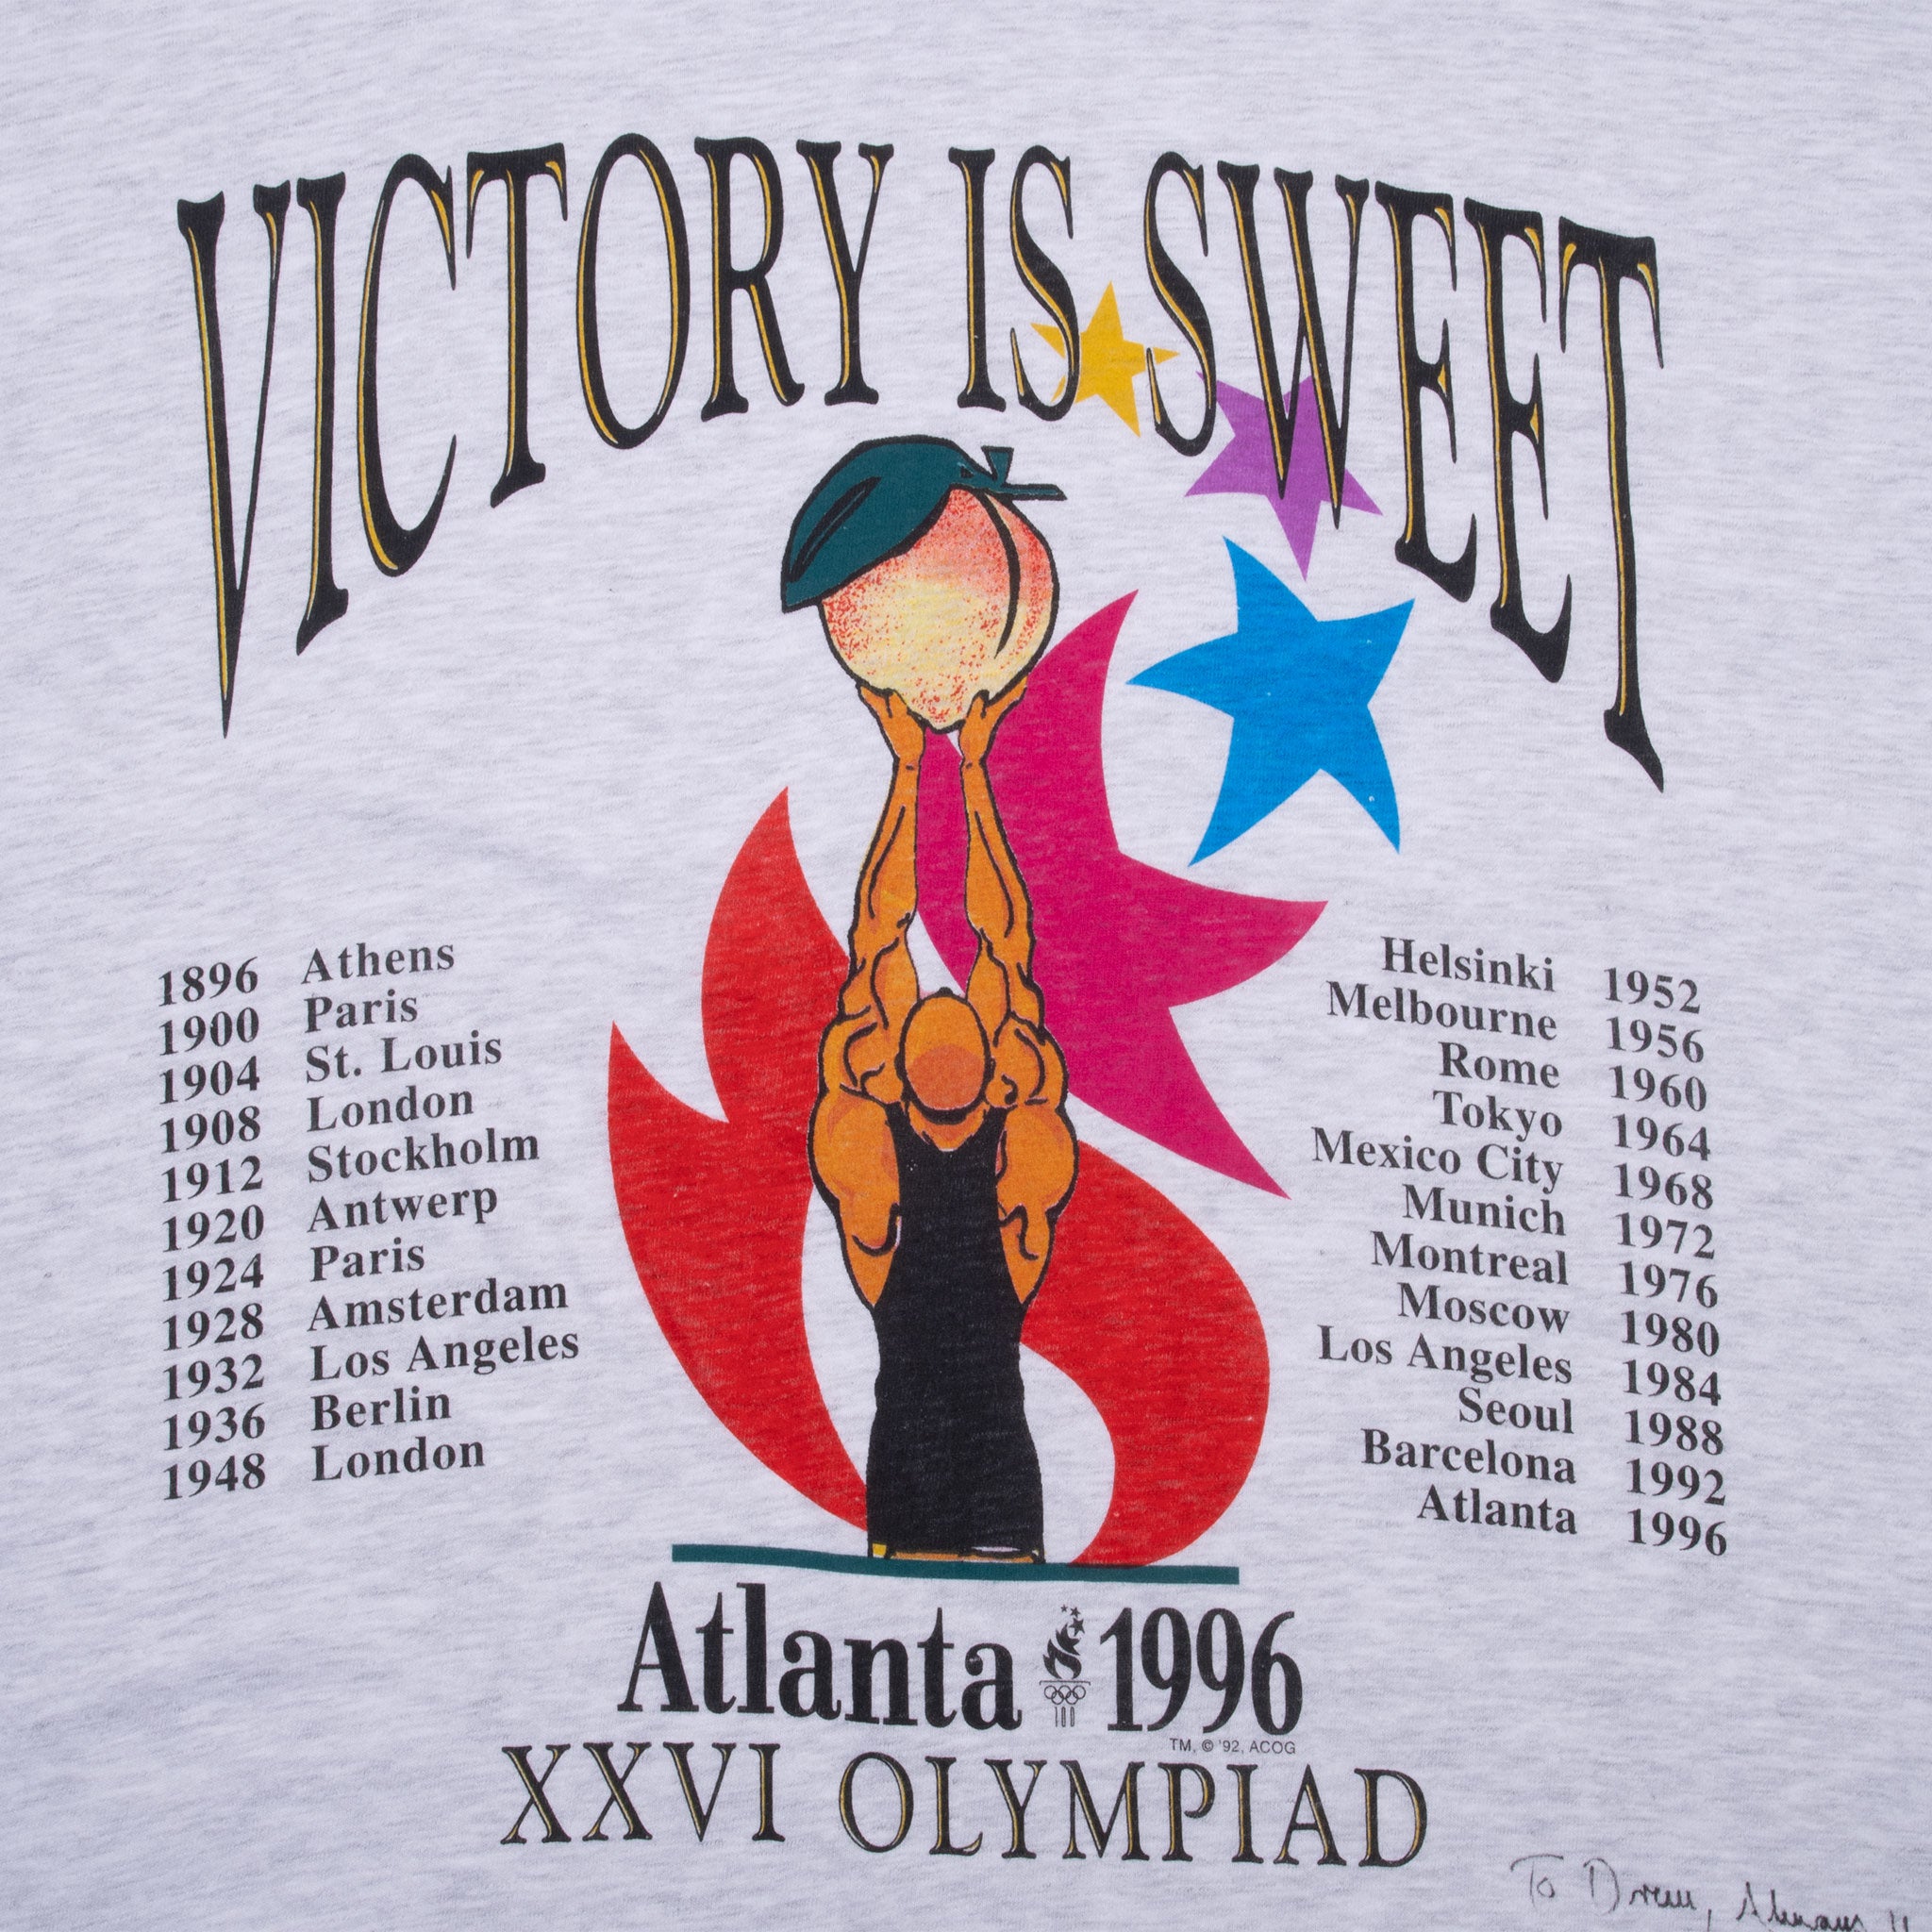 VICTORY IS SWEET
1896 Athens
1900 Paris
1904 St. Louis
1908 London
1912 Stockholm
1920 Antwerp
1924 Paris
1928 Amsterdam
1932 Los Angeles
1936 Berlin
1948 London
Helsinki 1952
Melbourne 1956
Rome 1960
Tokyo 1964
Mexico City 1968
Munich 1972
Montreal 1976
Moscow 1980
Los Angeles 1984
Seoul 1988
Barcelona 1992
Atlanta 1996
Atlanta 1996
TM, © '92, ACOG
XXVI OLYMPIAD
To Drew, Always